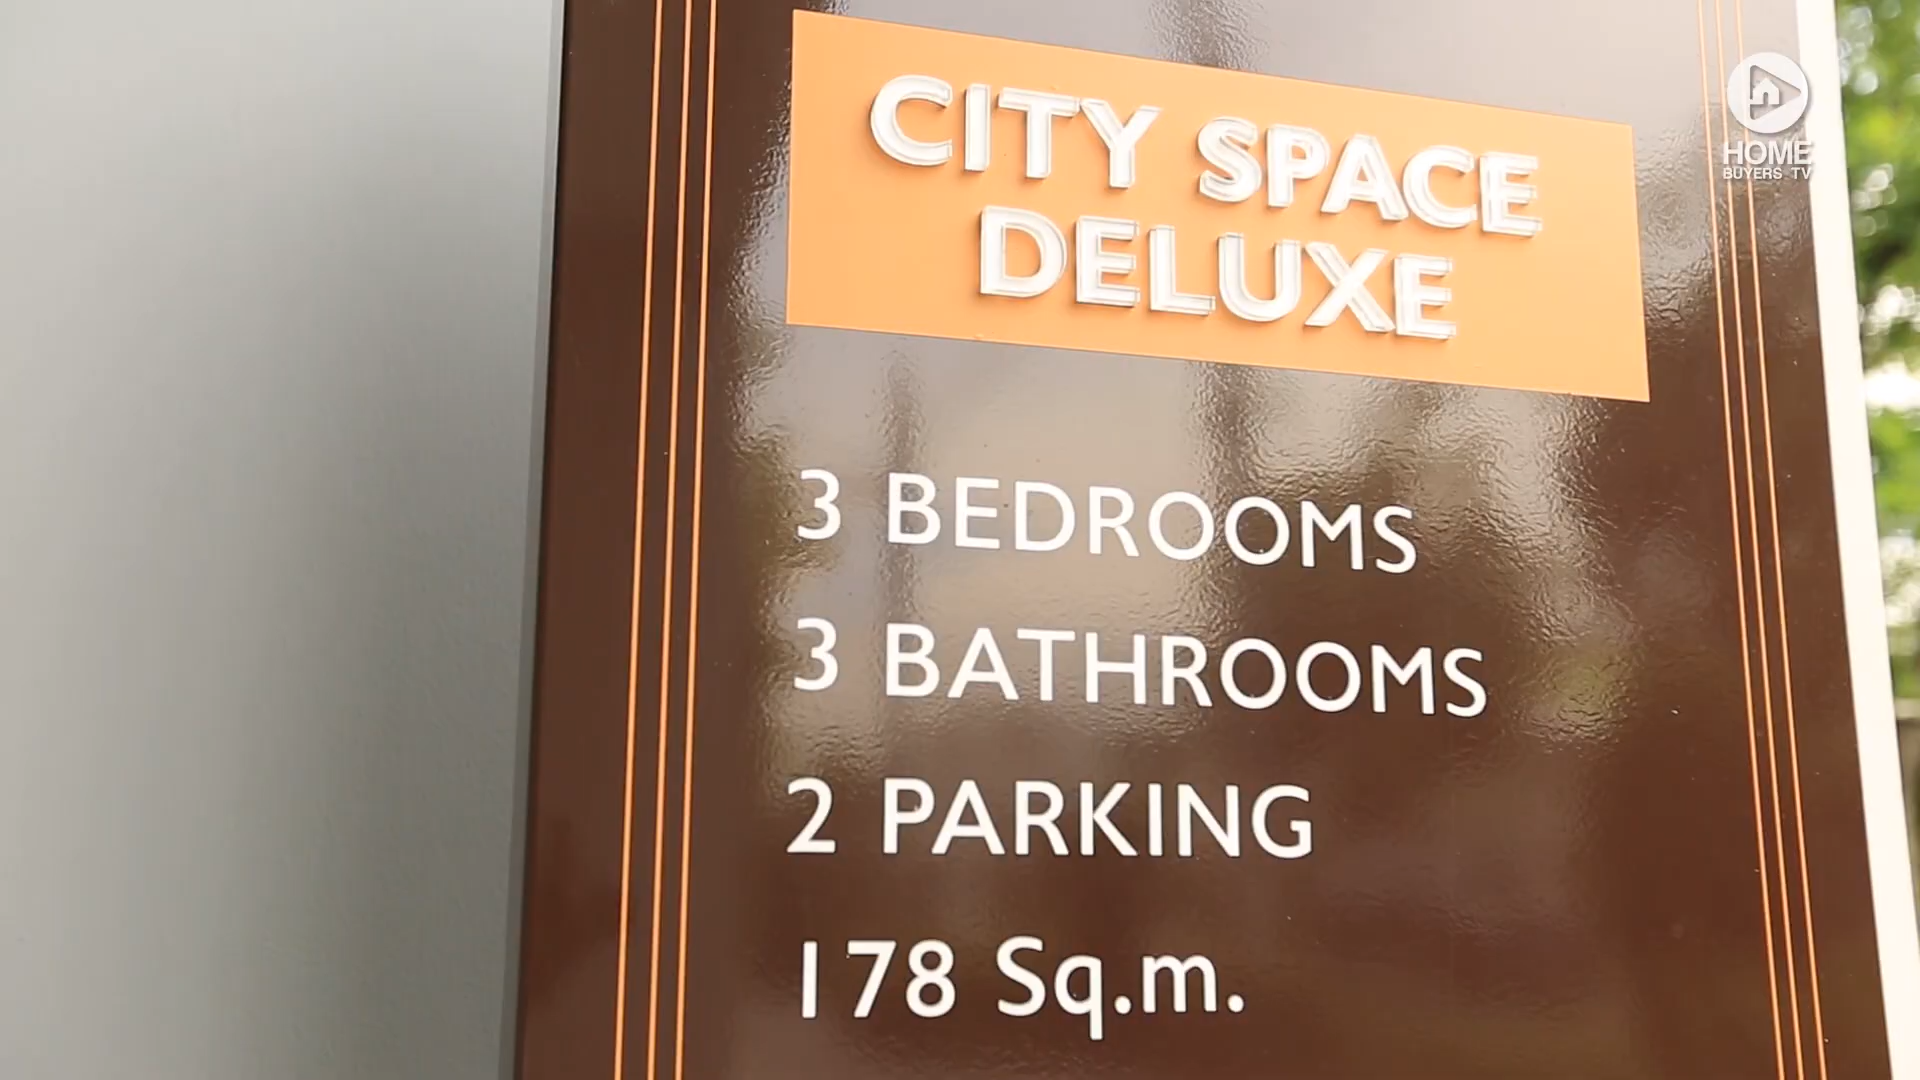 CITY SPACE
DELUXE
3 BEDROOMS
3 BATHROOMS
2 PARKING
178 Sq.m.
HOME
BUYERS TV